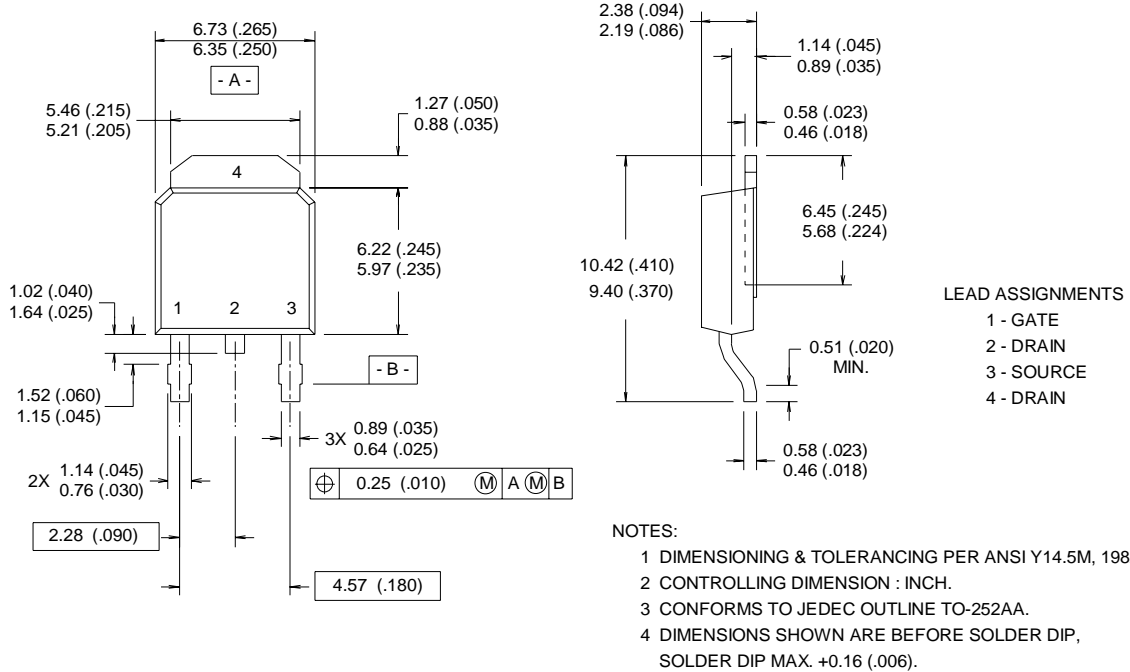 6.73 (.265)
6.35 (.250)
- A -
5.46 (.215)
5.21 (.205)
1.27 (.050)
0.88 (.035)
4
6.22 (.245)
5.97 (.235)
1.02 (.040)
1.64 (.025)
1 2 3
- B -
1.52 (.060)
1.15 (.045)
3X
0.89 (.035)
0.64 (.025)
2X
1.14 (.045)
0.76 (.030)
0.25 (.010) M A M B
2.28 (.090)
4.57 (.180)
2.38 (.094)
2.19 (.086)
1.14 (.045)
0.89 (.035)
0.58 (.023)
0.46 (.018)
6.45 (.245)
5.68 (.224)
10.42 (.410)
9.40 (.370)
0.51 (.020)
MIN.
0.58 (.023)
0.46 (.018)
LEAD ASSIGNMENTS
1 - GATE
2 - DRAIN
3 - SOURCE
4 - DRAIN
NOTES:
1 DIMENSIONING & TOLERANCING PER ANSI Y14.5M, 198
2 CONTROLLING DIMENSION : INCH.
3 CONFORMS TO JEDEC OUTLINE TO-252AA.
4 DIMENSIONS SHOWN ARE BEFORE SOLDER DIP,
SOLDER DIP MAX. +0.16 (.006).